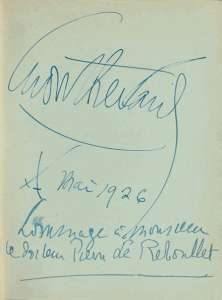 X Mai 1926
hommage à Monsieur
le docteur Pierre de Reboullet